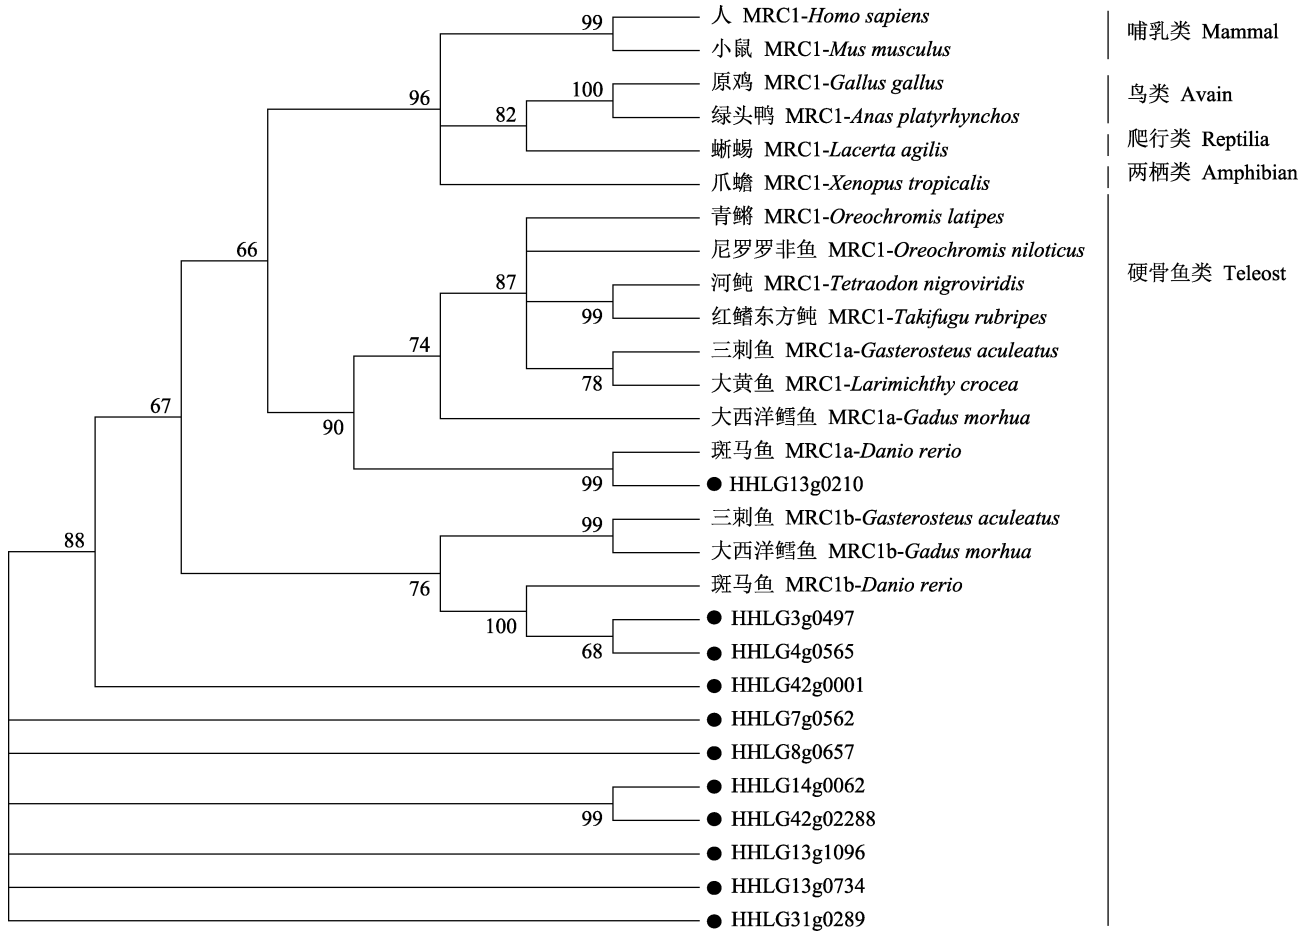 人 MRC1-Homo sapiens
小鼠 MRC1-Mus musculus
哺乳类 Mammal
原鸡 MRC1-Gallus gallus
绿头鸭 MRC1-Anas platyrhynchos
鸟类 Avain
蜥蜴 MRC1-Lacerta agilis
爬行类 Reptilia
爪蟾 MRC1-Xenopus tropicalis
两栖类 Amphibian
青鳉 MRC1-Oreochromis latipes
尼罗罗非鱼 MRC1-Oreochromis niloticus
河鲀 MRC1-Tetraodon nigroviridis
红鳍东方鲀 MRC1-Takifugu rubripes
三刺鱼 MRC1a-Gasterosteus aculeatus
大黄鱼 MRC1-Larimichthy crocea
大西洋鳕鱼 MRC1a-Gadus morhua
斑马鱼 MRC1a-Danio rerio
HHLG13g0210
三刺鱼 MRC1b-Gasterosteus aculeatus
大西洋鳕鱼 MRC1b-Gadus morhua
斑马鱼 MRC1b-Danio rerio
HHLG3g0497
HHLG4g0565
HHLG42g0001
HHLG7g0562
HHLG8g0657
HHLG14g0062
HHLG42g02288
HHLG13g1096
HHLG13g0734
HHLG31g0289
硬骨鱼类 Teleost
99
100
96
82
66
87
99
74
78
67
90
99
99
88
76
100
68
99